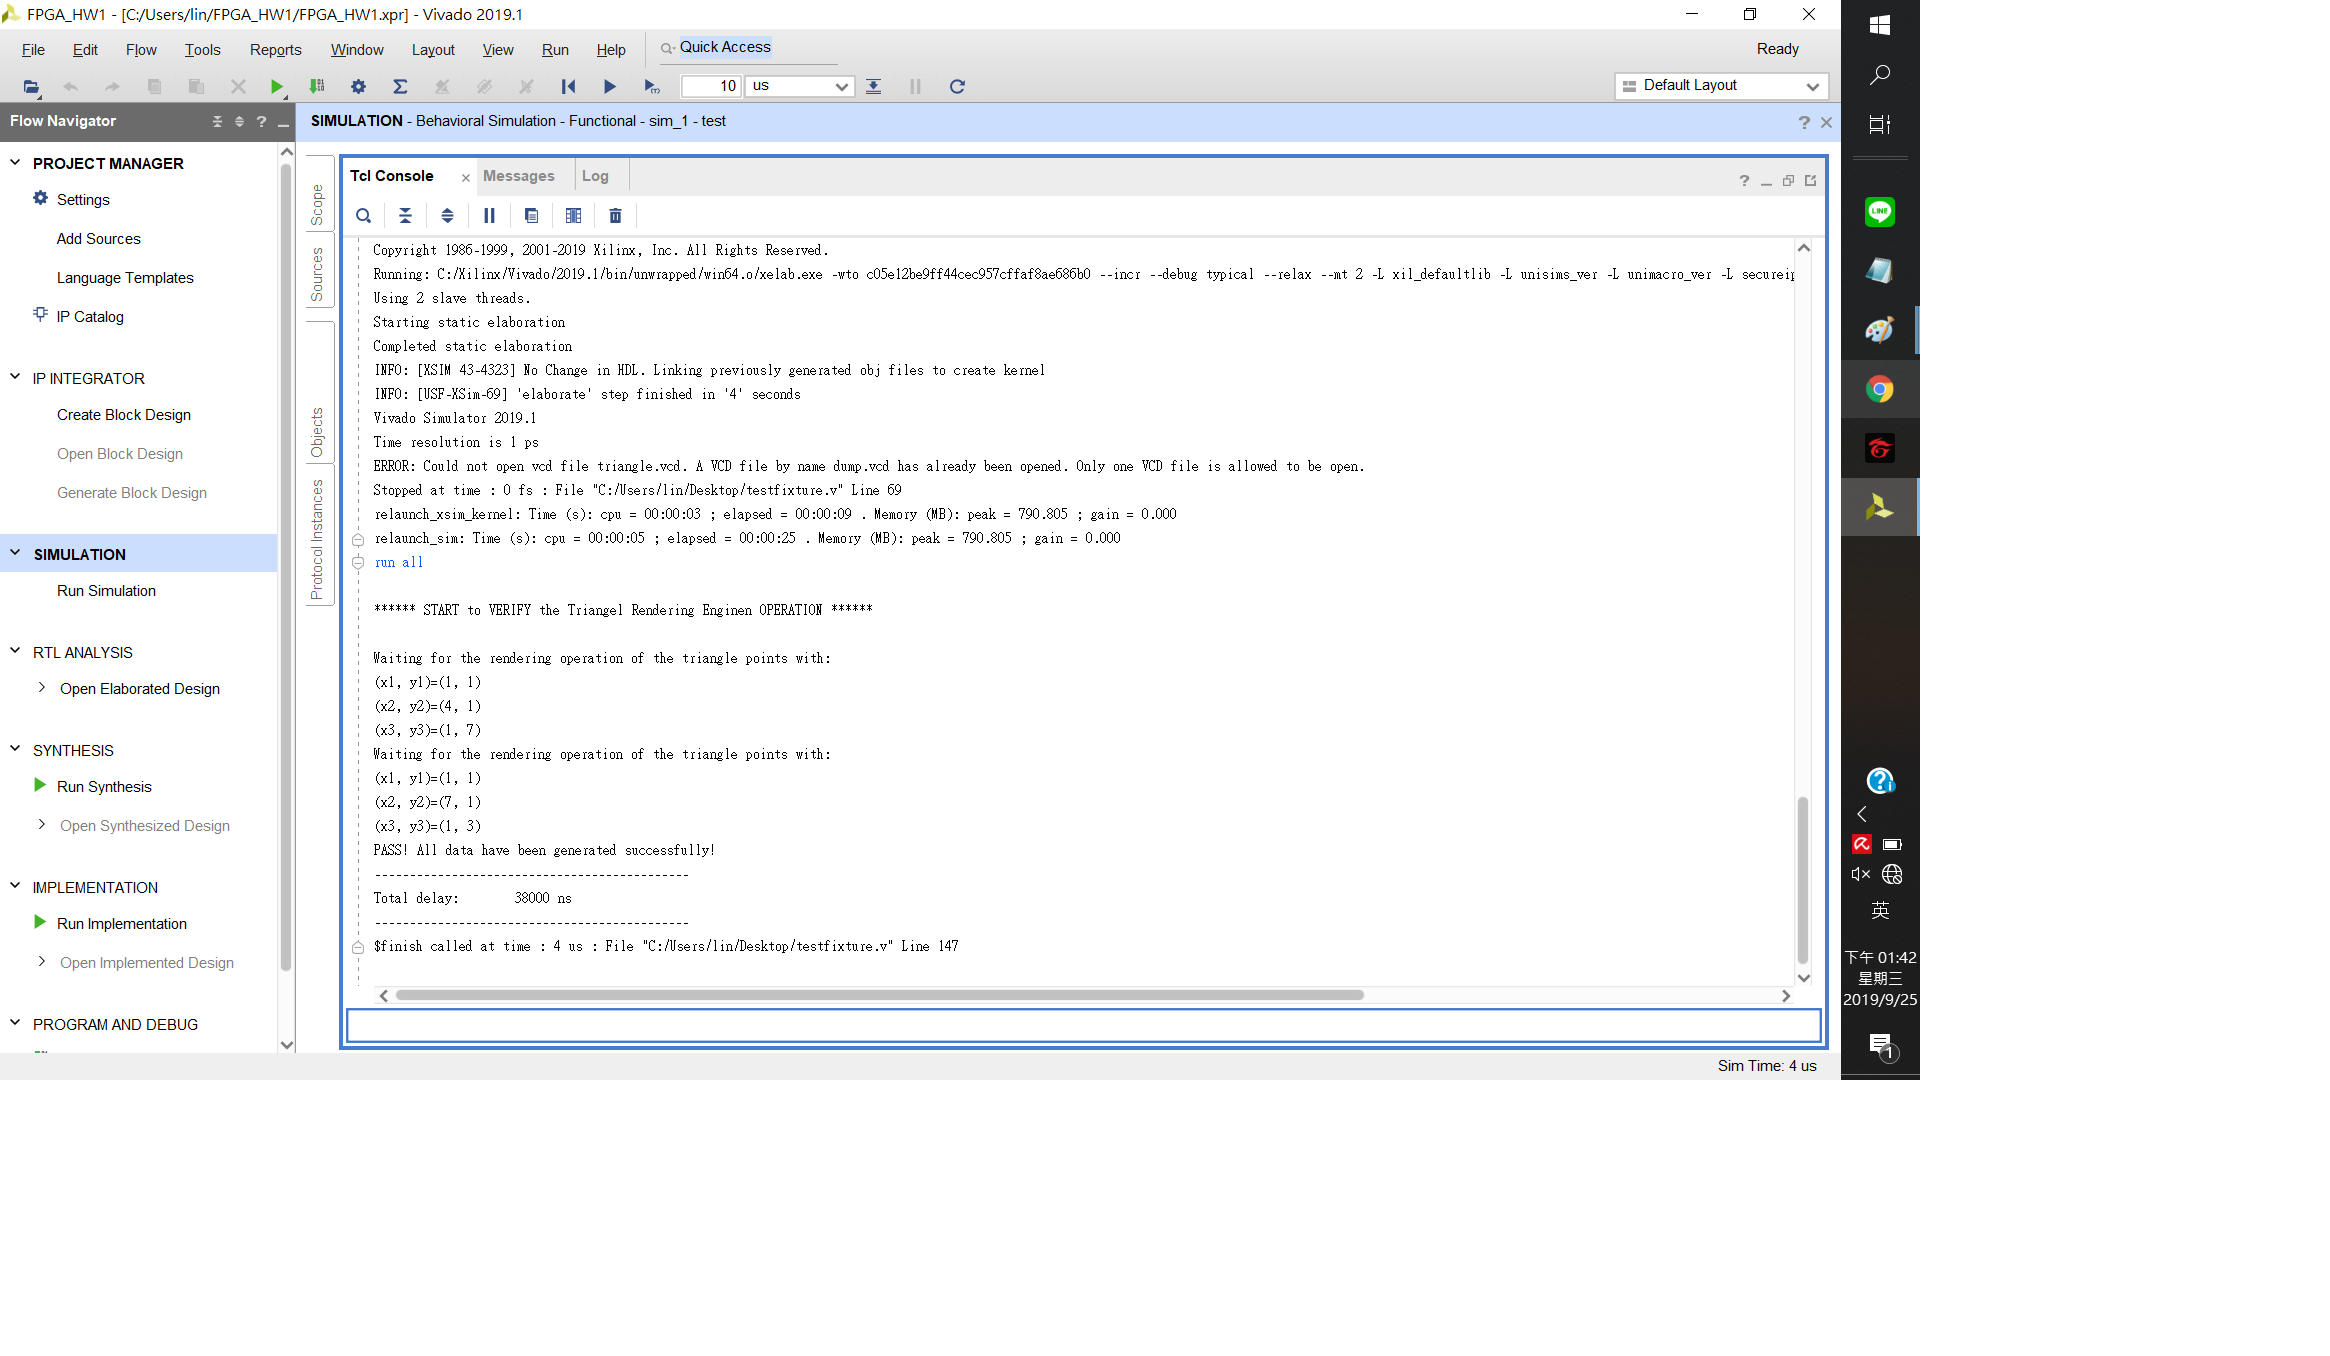 FPGA_HW1 - [C:/Users/lin/FPGA_HW1/FPGA_HW1.xpr] - Vivado 2019.1
File Edit Flow Tools Reports Window Layout View Run Help Quick Access Ready
10 us Default Layout
Flow Navigator
SIMULATION - Behavioral Simulation - Functional - sim_1 - test
PROJECT MANAGER
Settings
Add Sources
Language Templates
IP Catalog
IP INTEGRATOR
Create Block Design
Open Block Design
Generate Block Design
SIMULATION
Run Simulation
RTL ANALYSIS
Open Elaborated Design
SYNTHESIS
Run Synthesis
Open Synthesized Design
IMPLEMENTATION
Run Implementation
Open Implemented Design
PROGRAM AND DEBUG
Scope
Sources
Objects
Protocol Instances
Tcl Console Messages Log
Copyright 1986-1999, 2001-2019 Xilinx, Inc. All Rights Reserved.
Running: C:/Xilinx/Vivado/2019.1/bin/unwrapped/win64.o/xelab.exe -wto c05e12be9ff44cec957cffaf8ae686b0 --incr --debug typical --relax --mt 2 -L xil_defaultlib -L unisims_ver -L unimacro_ver -L secureip
Using 2 slave threads.
Starting static elaboration
Completed static elaboration
INFO: [XSIM 43-4323] No Change in HDL. Linking previously generated obj files to create kernel
INFO: [USF-XSim-69] 'elaborate' step finished in '4' seconds
Vivado Simulator 2019.1
Time resolution is 1 ps
ERROR: Could not open vcd file triangle.vcd. A VCD file by name dump.vcd has already been opened. Only one VCD file is allowed to be open.
Stopped at time : 0 fs : File "C:/Users/lin/Desktop/testfixture.v" Line 69
relaunch_xsim_kernel: Time (s): cpu = 00:00:03 ; elapsed = 00:00:09 . Memory (MB): peak = 790.805 ; gain = 0.000
relaunch_sim: Time (s): cpu = 00:00:05 ; elapsed = 00:00:25 . Memory (MB): peak = 790.805 ; gain = 0.000
run all
****** START to VERIFY the Triangel Rendering Enginen OPERATION ******
Waiting for the rendering operation of the triangle points with:
(x1, y1)=(1, 1)
(x2, y2)=(4, 1)
(x3, y3)=(1, 7)
Waiting for the rendering operation of the triangle points with:
(x1, y1)=(1, 1)
(x2, y2)=(7, 1)
(x3, y3)=(1, 3)
PASS! All data have been generated successfully!
--------------------------------------------
Total delay: 38000 ns
--------------------------------------------
$finish called at time : 4 us : File "C:/Users/lin/Desktop/testfixture.v" Line 147
Sim Time: 4 us
LINE
英
下午 01:42
星期三
2019/9/25
1